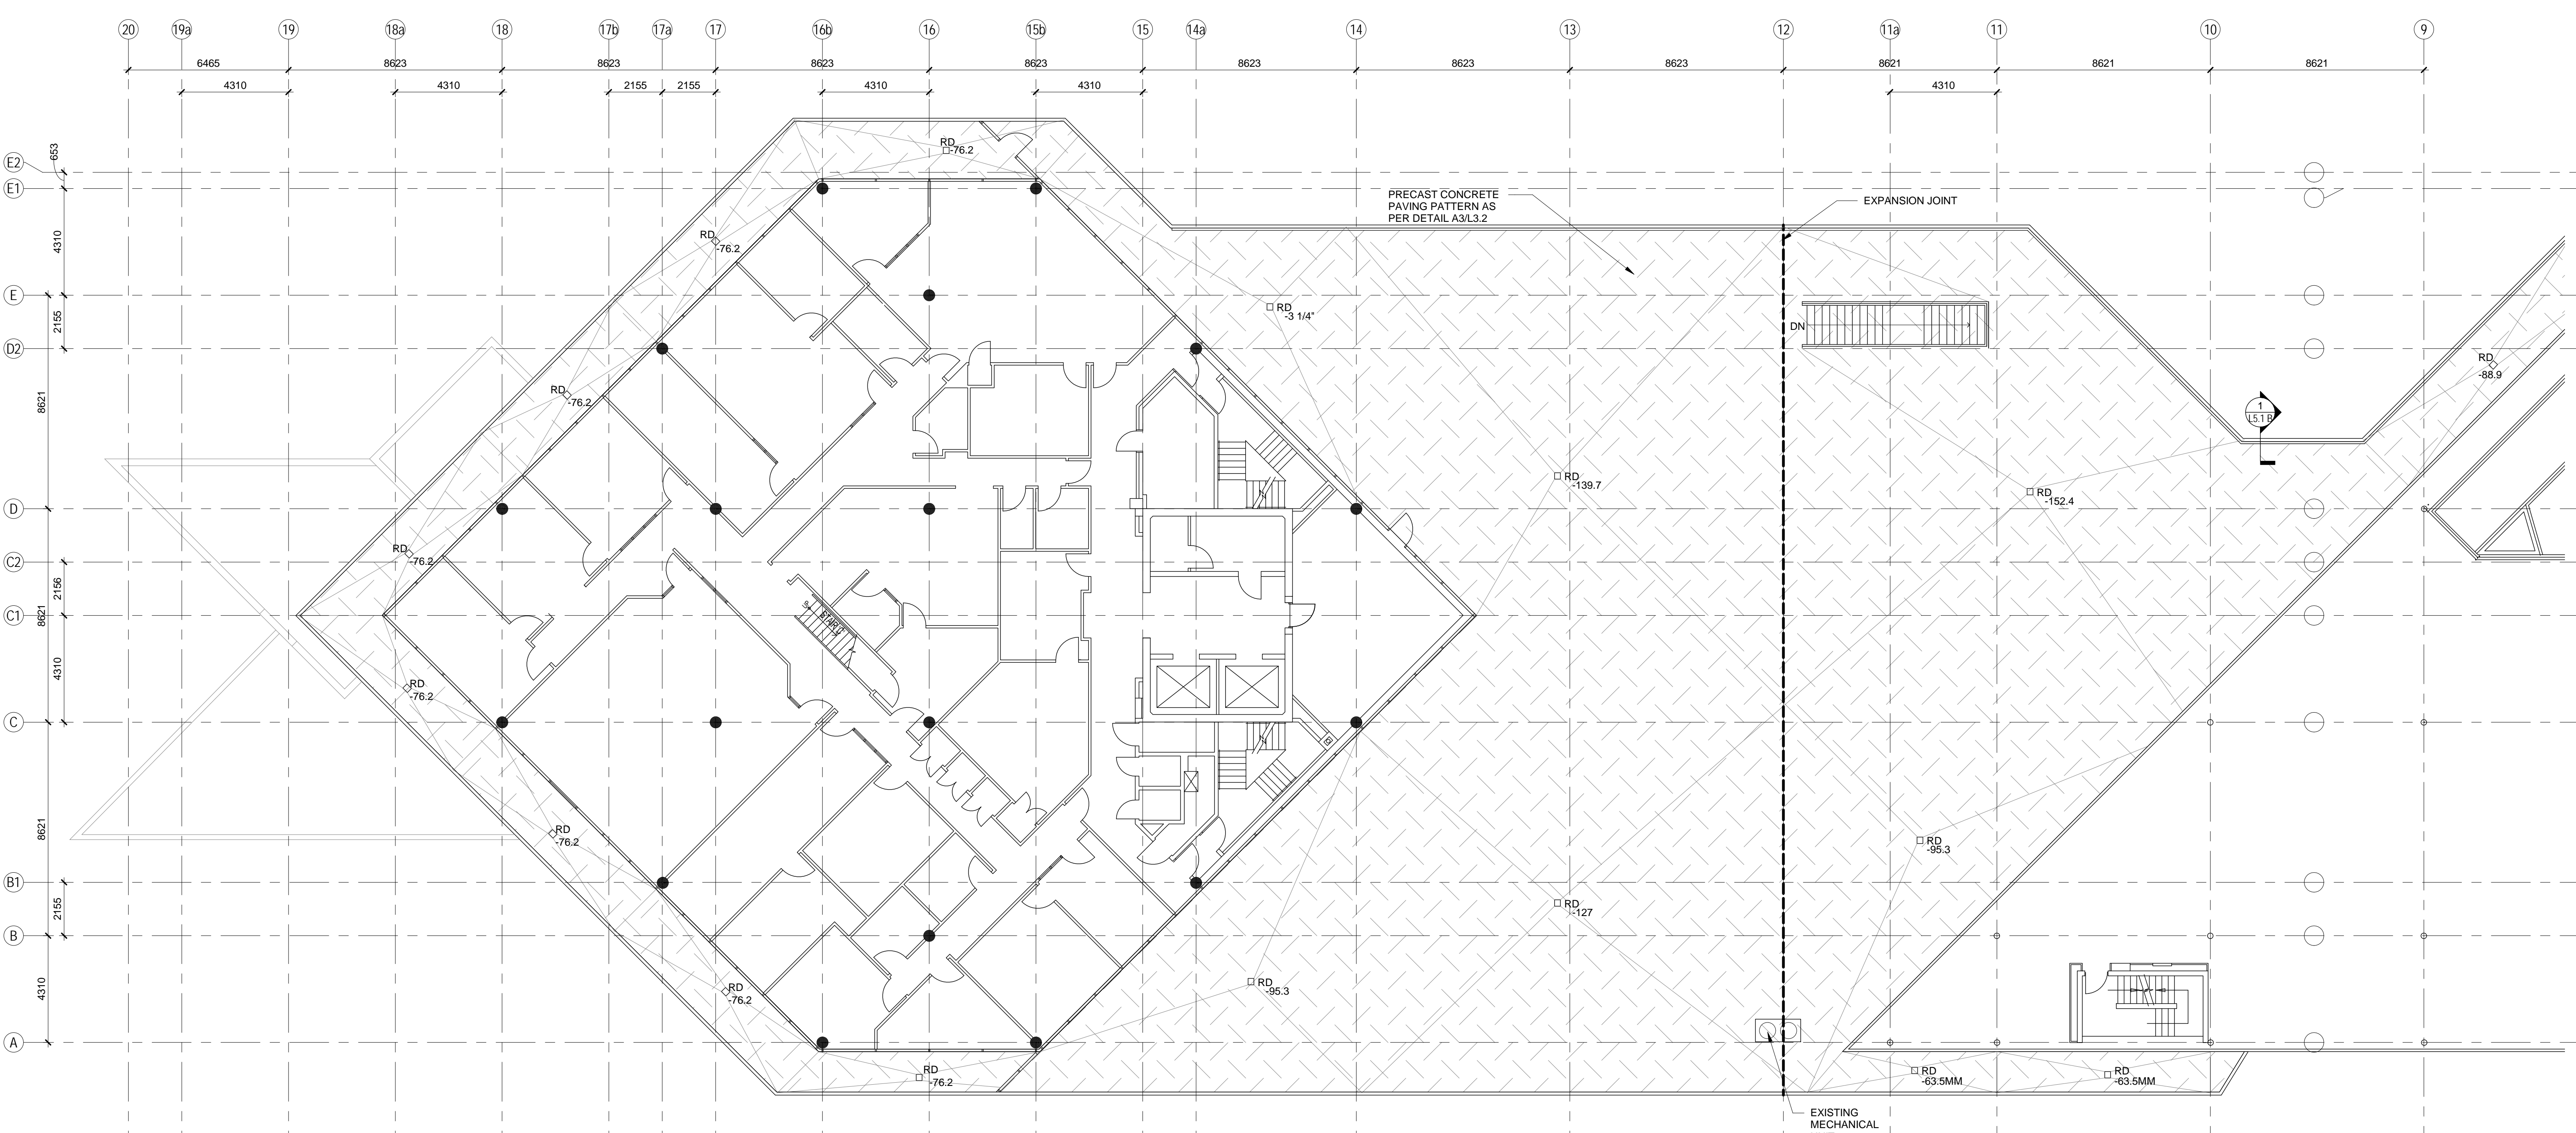 20 19a 19 18a 18 17b 17a 17 16b 16 15b 15 14a 14 13 12 11a 11 10 9
6465 8623 8623 8623 8623 8623 8623 8623 8621 8621 8621
4310 4310 2155 2155 4310 4310 4310
E2
653
E1
4310
E
2155
D2
8621
D
C2
2156
8621
C1
4310
C
8621
B1
2155
B
4310
A
RD
-76.2
RD
-76.2
RD
-76.2
RD
-76.2
RD
-76.2
RD
-76.2
RD
-76.2
RD
-76.2
PRECAST CONCRETE
PAVING PATTERN AS
PER DETAIL A3/L3.2
EXPANSION JOINT
RD
-3 1/4"
DN
RD
-88.9
1
L5.1 B
RD
-139.7
RD
-152.4
RD
-95.3
RD
-127
RD
-95.3
RD
-63.5MM
RD
-63.5MM
EXISTING
MECHANICAL